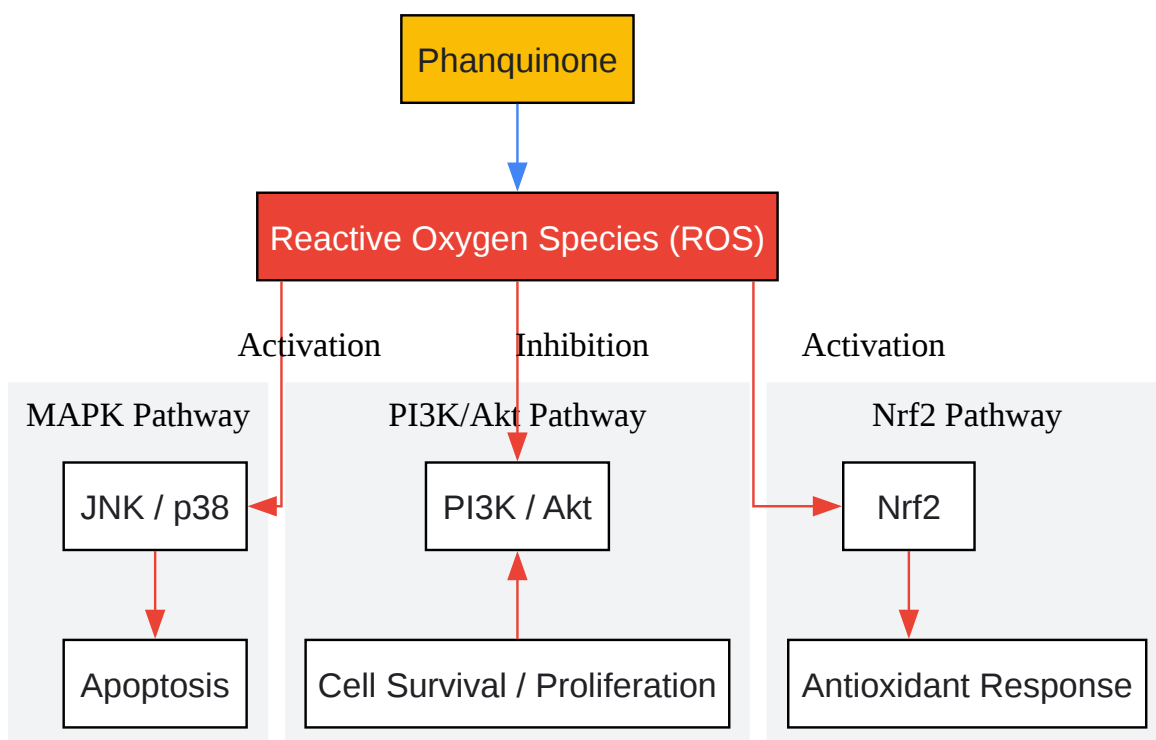 Phanquinone
Reactive Oxygen Species (ROS)
Activation
Inhibition
Activation
MAPK Pathway
PI3K/Akt Pathway
Nrf2 Pathway
JNK / p38
PI3K / Akt
Nrf2
Apoptosis
Cell Survival / Proliferation
Antioxidant Response